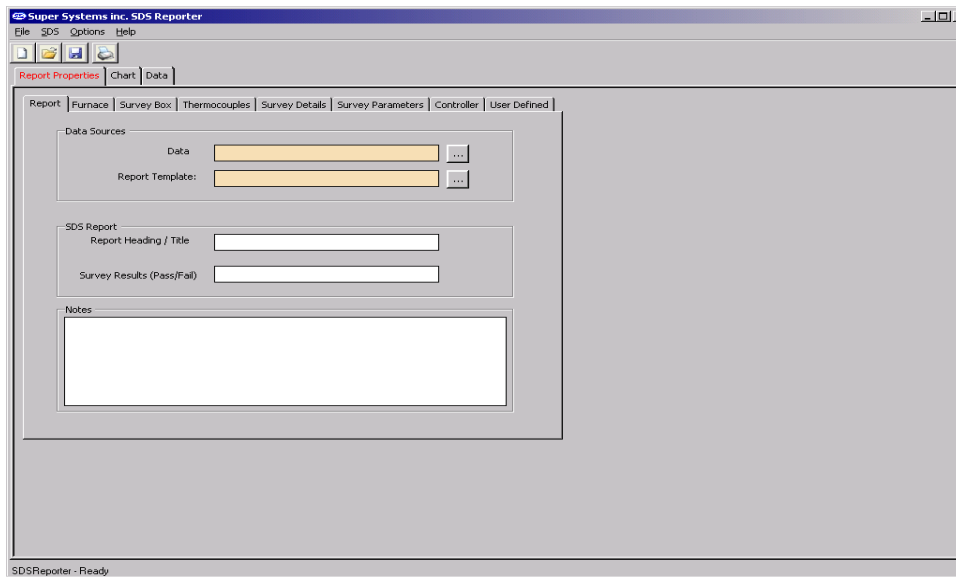 Super Systems inc. SDS Reporter
File SDS Options Help
Report Properties Chart Data
Report Furnace Survey Box Thermocouples Survey Details Survey Parameters Controller User Defined
Data Sources
Data ...
Report Template: ...
SDS Report
Report Heading / Title
Survey Results (Pass/Fail)
Notes
SDSReporter - Ready